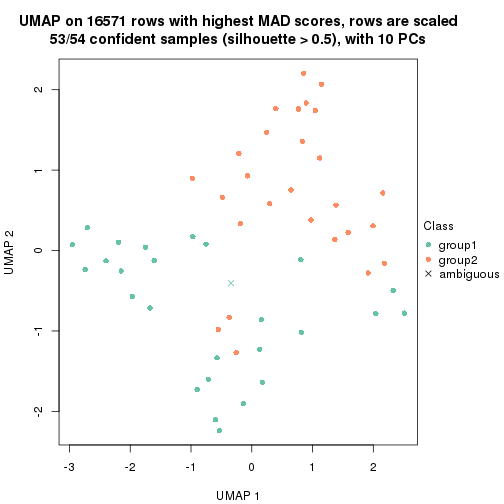 UMAP on 16571 rows with highest MAD scores, rows are scaled
53/54 confident samples (silhouette > 0.5), with 10 PCs
2
1
0
-1
-2
UMAP 2
-3
-2
-1
0
1
2
UMAP 1
Class
group1
group2
ambiguous